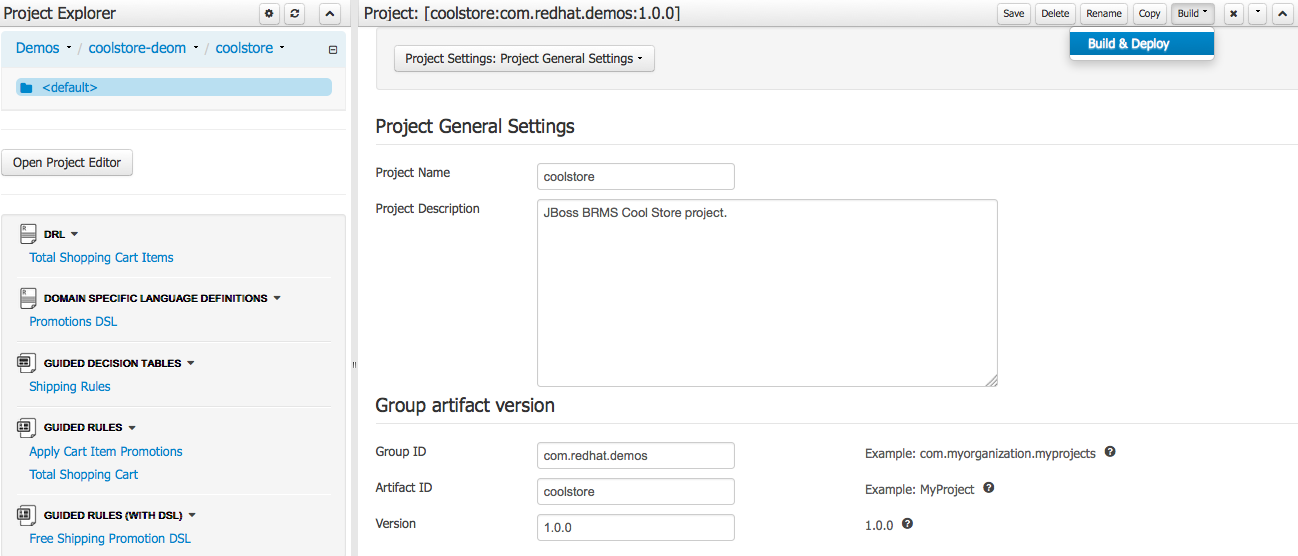 Project Explorer
Demos / coolstore-deom / coolstore
<default>
Open Project Editor
DRL
Total Shopping Cart Items
DOMAIN SPECIFIC LANGUAGE DEFINITIONS
Promotions DSL
GUIDED DECISION TABLES
Shipping Rules
GUIDED RULES
Apply Cart Item Promotions
Total Shopping Cart
GUIDED RULES (WITH DSL)
Free Shipping Promotion DSL
Project: [coolstore:com.redhat.demos:1.0.0]
Save Delete Rename Copy Build
Build & Deploy
Project Settings: Project General Settings
Project General Settings
Project Name coolstore
Project Description JBoss BRMS Cool Store project.
Group artifact version
Group ID com.redhat.demos Example: com.myorganization.myprojects
Artifact ID coolstore Example: MyProject
Version 1.0.0 1.0.0